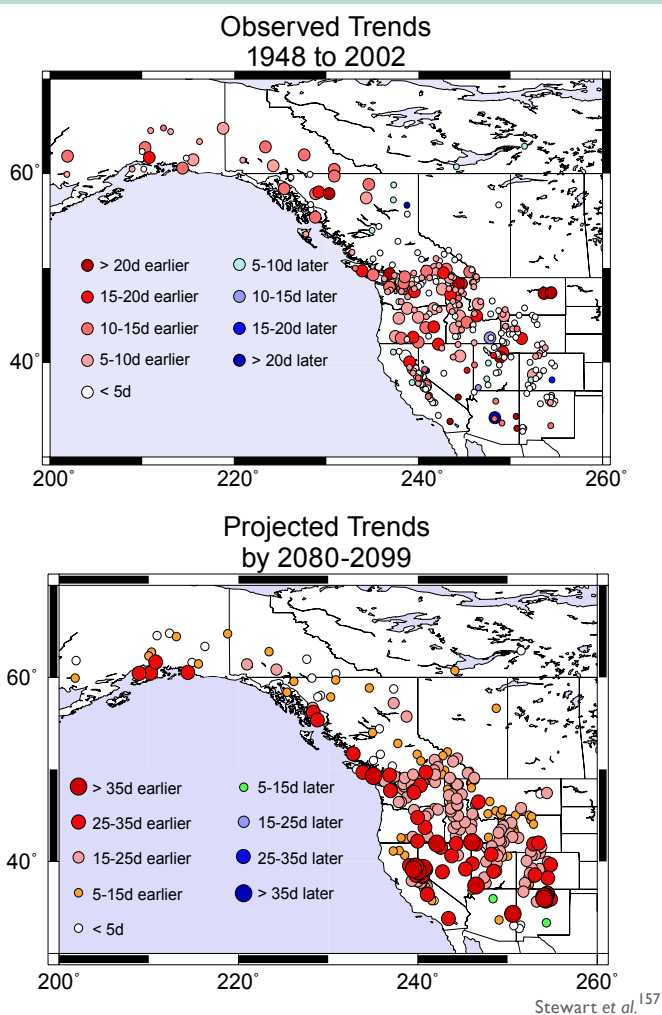 Observed Trends
1948 to 2002
60˚
40˚
> 20d earlier
15-20d earlier
10-15d earlier
5-10d earlier
< 5d
5-10d later
10-15d later
15-20d later
> 20d later
200˚ 220˚ 240˚ 260˚
Projected Trends
by 2080-2099
60˚
40˚
> 35d earlier
25-35d earlier
15-25d earlier
5-15d earlier
< 5d
5-15d later
15-25d later
25-35d later
> 35d later
200˚ 220˚ 240˚ 260˚
Stewart et al.157